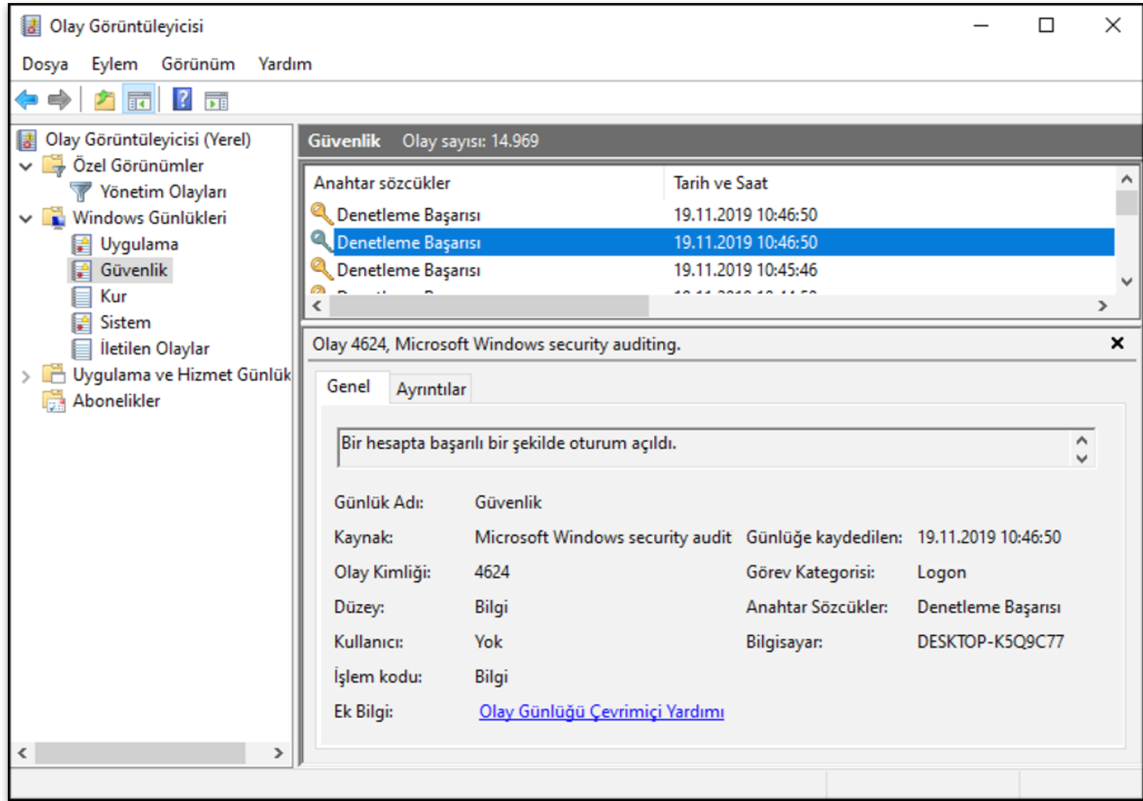 Olay Görüntüleyicisi
Dosya Eylem Görünüm Yardım
Olay Görüntüleyicisi (Yerel)
Özel Görünümler
Yönetim Olayları
Windows Günlükleri
Uygulama
Güvenlik
Kur
Sistem
İletilen Olaylar
Uygulama ve Hizmet Günlük
Abonelikler
Güvenlik Olay sayısı: 14.969
Anahtar sözcükler Tarih ve Saat
Denetleme Başarısı 19.11.2019 10:46:50
Denetleme Başarısı 19.11.2019 10:46:50
Denetleme Başarısı 19.11.2019 10:45:46
Olay 4624, Microsoft Windows security auditing.
Genel Ayrıntılar
Bir hesapta başarılı bir şekilde oturum açıldı.
Günlük Adı: Güvenlik
Kaynak: Microsoft Windows security audit Günlüğe kaydedilen: 19.11.2019 10:46:50
Olay Kimliği: 4624 Görev Kategorisi: Logon
Düzey: Bilgi Anahtar Sözcükler: Denetleme Başarısı
Kullanıcı: Yok Bilgisayar: DESKTOP-K5Q9C77
İşlem kodu: Bilgi
Ek Bilgi: Olay Günlüğü Çevrimiçi Yardımı